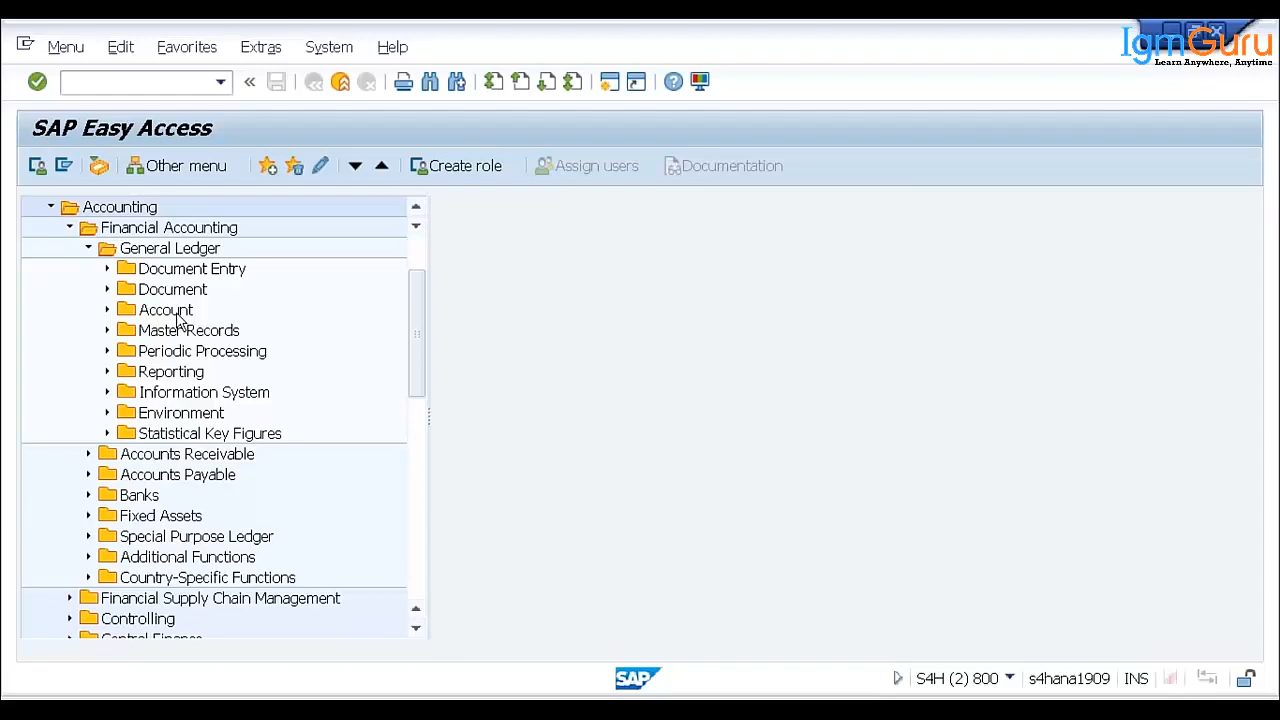 IgmGuru
Learn Anywhere, Anytime
Menu Edit Favorites Extras System Help
SAP Easy Access
Other menu Create role Assign users Documentation
Accounting
Financial Accounting
General Ledger
Document Entry
Document
Account
Master Records
Periodic Processing
Reporting
Information System
Environment
Statistical Key Figures
Accounts Receivable
Accounts Payable
Banks
Fixed Assets
Special Purpose Ledger
Additional Functions
Country-Specific Functions
Financial Supply Chain Management
Controlling
Central Finance
SAP S4H (2) 800 s4hana1909 INS